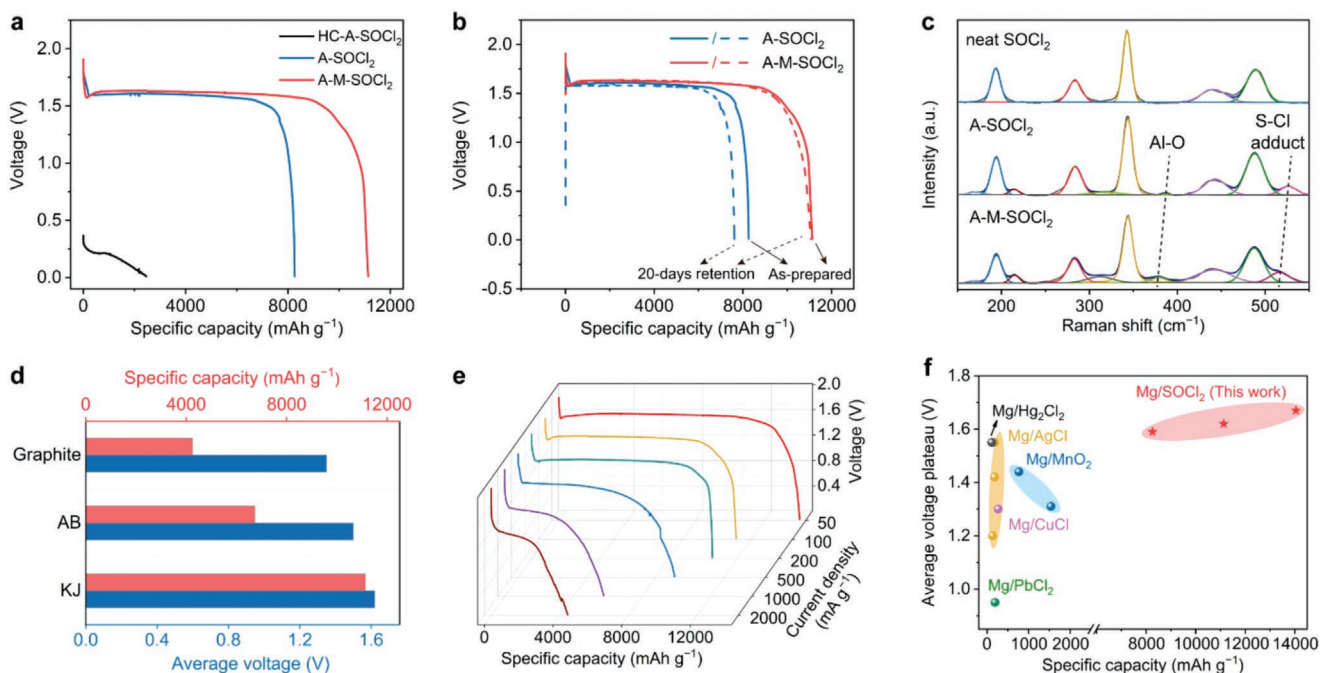 a
Voltage (V)
2.0
1.5
1.0
0.5
0.0
0
4000
8000
12000
Specific capacity (mAh g⁻¹)
HC-A-SOCl₂
A-SOCl₂
A-M-SOCl₂
b
Voltage (V)
2.0
1.5
1.0
0.5
0.0
-0.5
0
4000
8000
12000
Specific capacity (mAh g⁻¹)
/ A-SOCl₂
/ A-M-SOCl₂
20-days retention
As-prepared
c
Intensity (a.u.)
neat SOCl₂
A-SOCl₂
Al-O
S-Cl
adduct
A-M-SOCl₂
200
300
400
500
Raman shift (cm⁻¹)
d
Specific capacity (mAh g⁻¹)
0
4000
8000
12000
Graphite
AB
KJ
0.0
0.4
0.8
1.2
1.6
Average voltage (V)
e
2.0
1.6
1.2
0.8
0.4
Voltage (V)
50
100
200
500
1000
2000
Current density
(mA g⁻¹)
0
4000
8000
12000
Specific capacity (mAh g⁻¹)
f
Average voltage plateau (V)
1.8
1.6
1.4
1.2
1.0
Mg/SOCl₂ (This work)
Mg/Hg₂Cl₂
Mg/AgCl
Mg/MnO₂
Mg/CuCl
Mg/PbCl₂
0
1000
2000
8000
10000
12000
14000
Specific capacity (mAh g⁻¹)